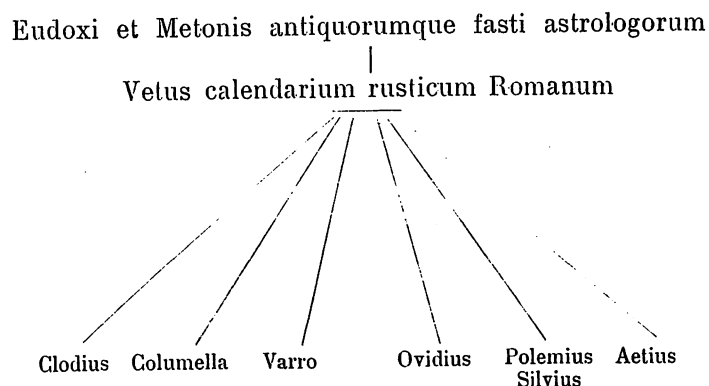 Eudoxi et Metonis antiquorumque fasti astrologorum
Vetus calendarium rusticum Romanum
Clodius Columella Varro Ovidius Polemius Silvius Aetius